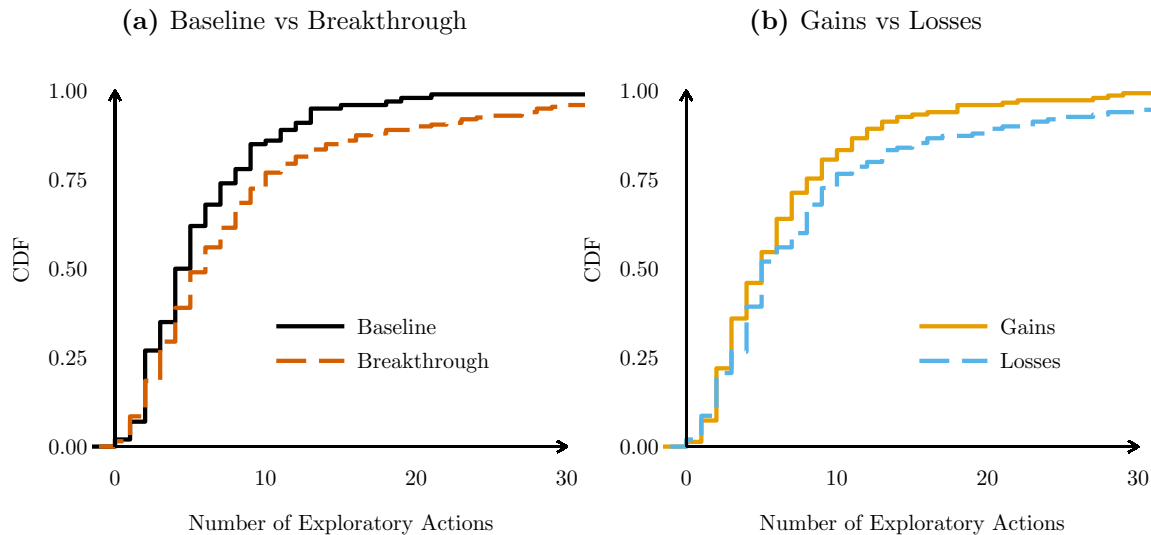 (a) Baseline vs Breakthrough
1.00
0.75
0.50
0.25
0.00
CDF
Baseline
Breakthrough
0 10 20 30
Number of Exploratory Actions
(b) Gains vs Losses
1.00
0.75
0.50
0.25
0.00
CDF
Gains
Losses
0 10 20 30
Number of Exploratory Actions